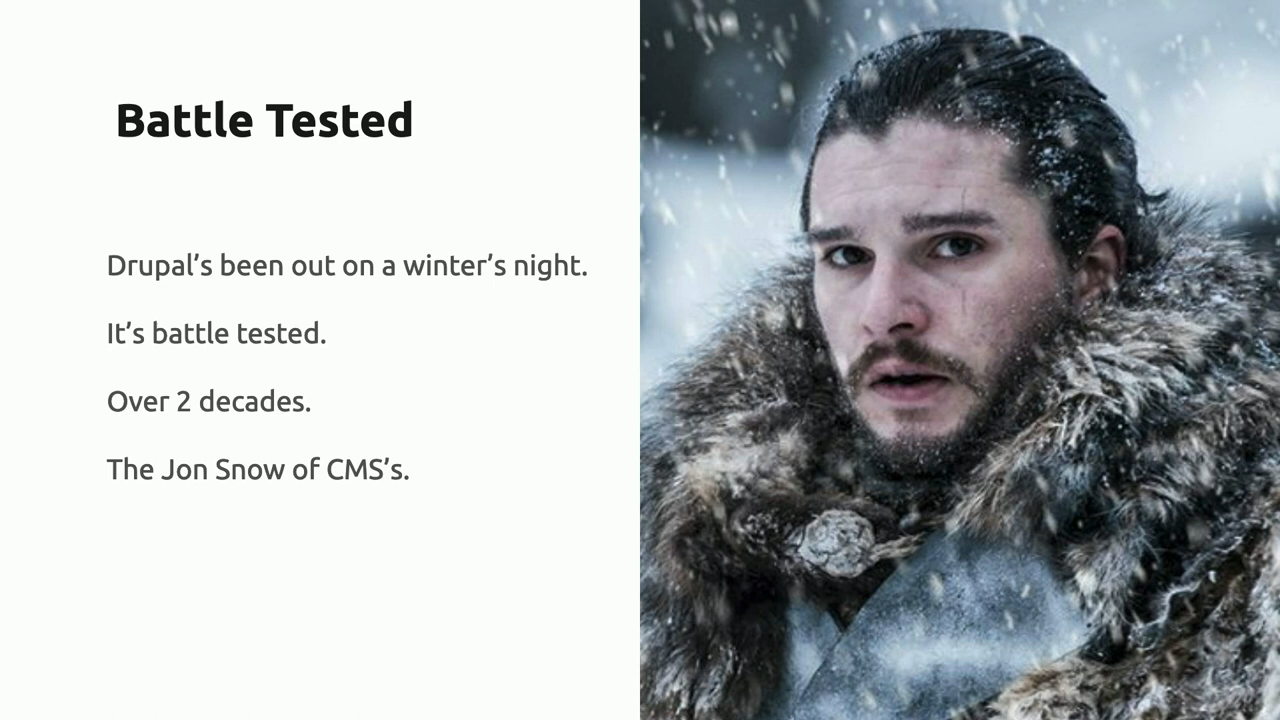 Battle Tested
Drupal’s been out on a winter’s night.
It’s battle tested.
Over 2 decades.
The Jon Snow of CMS’s.